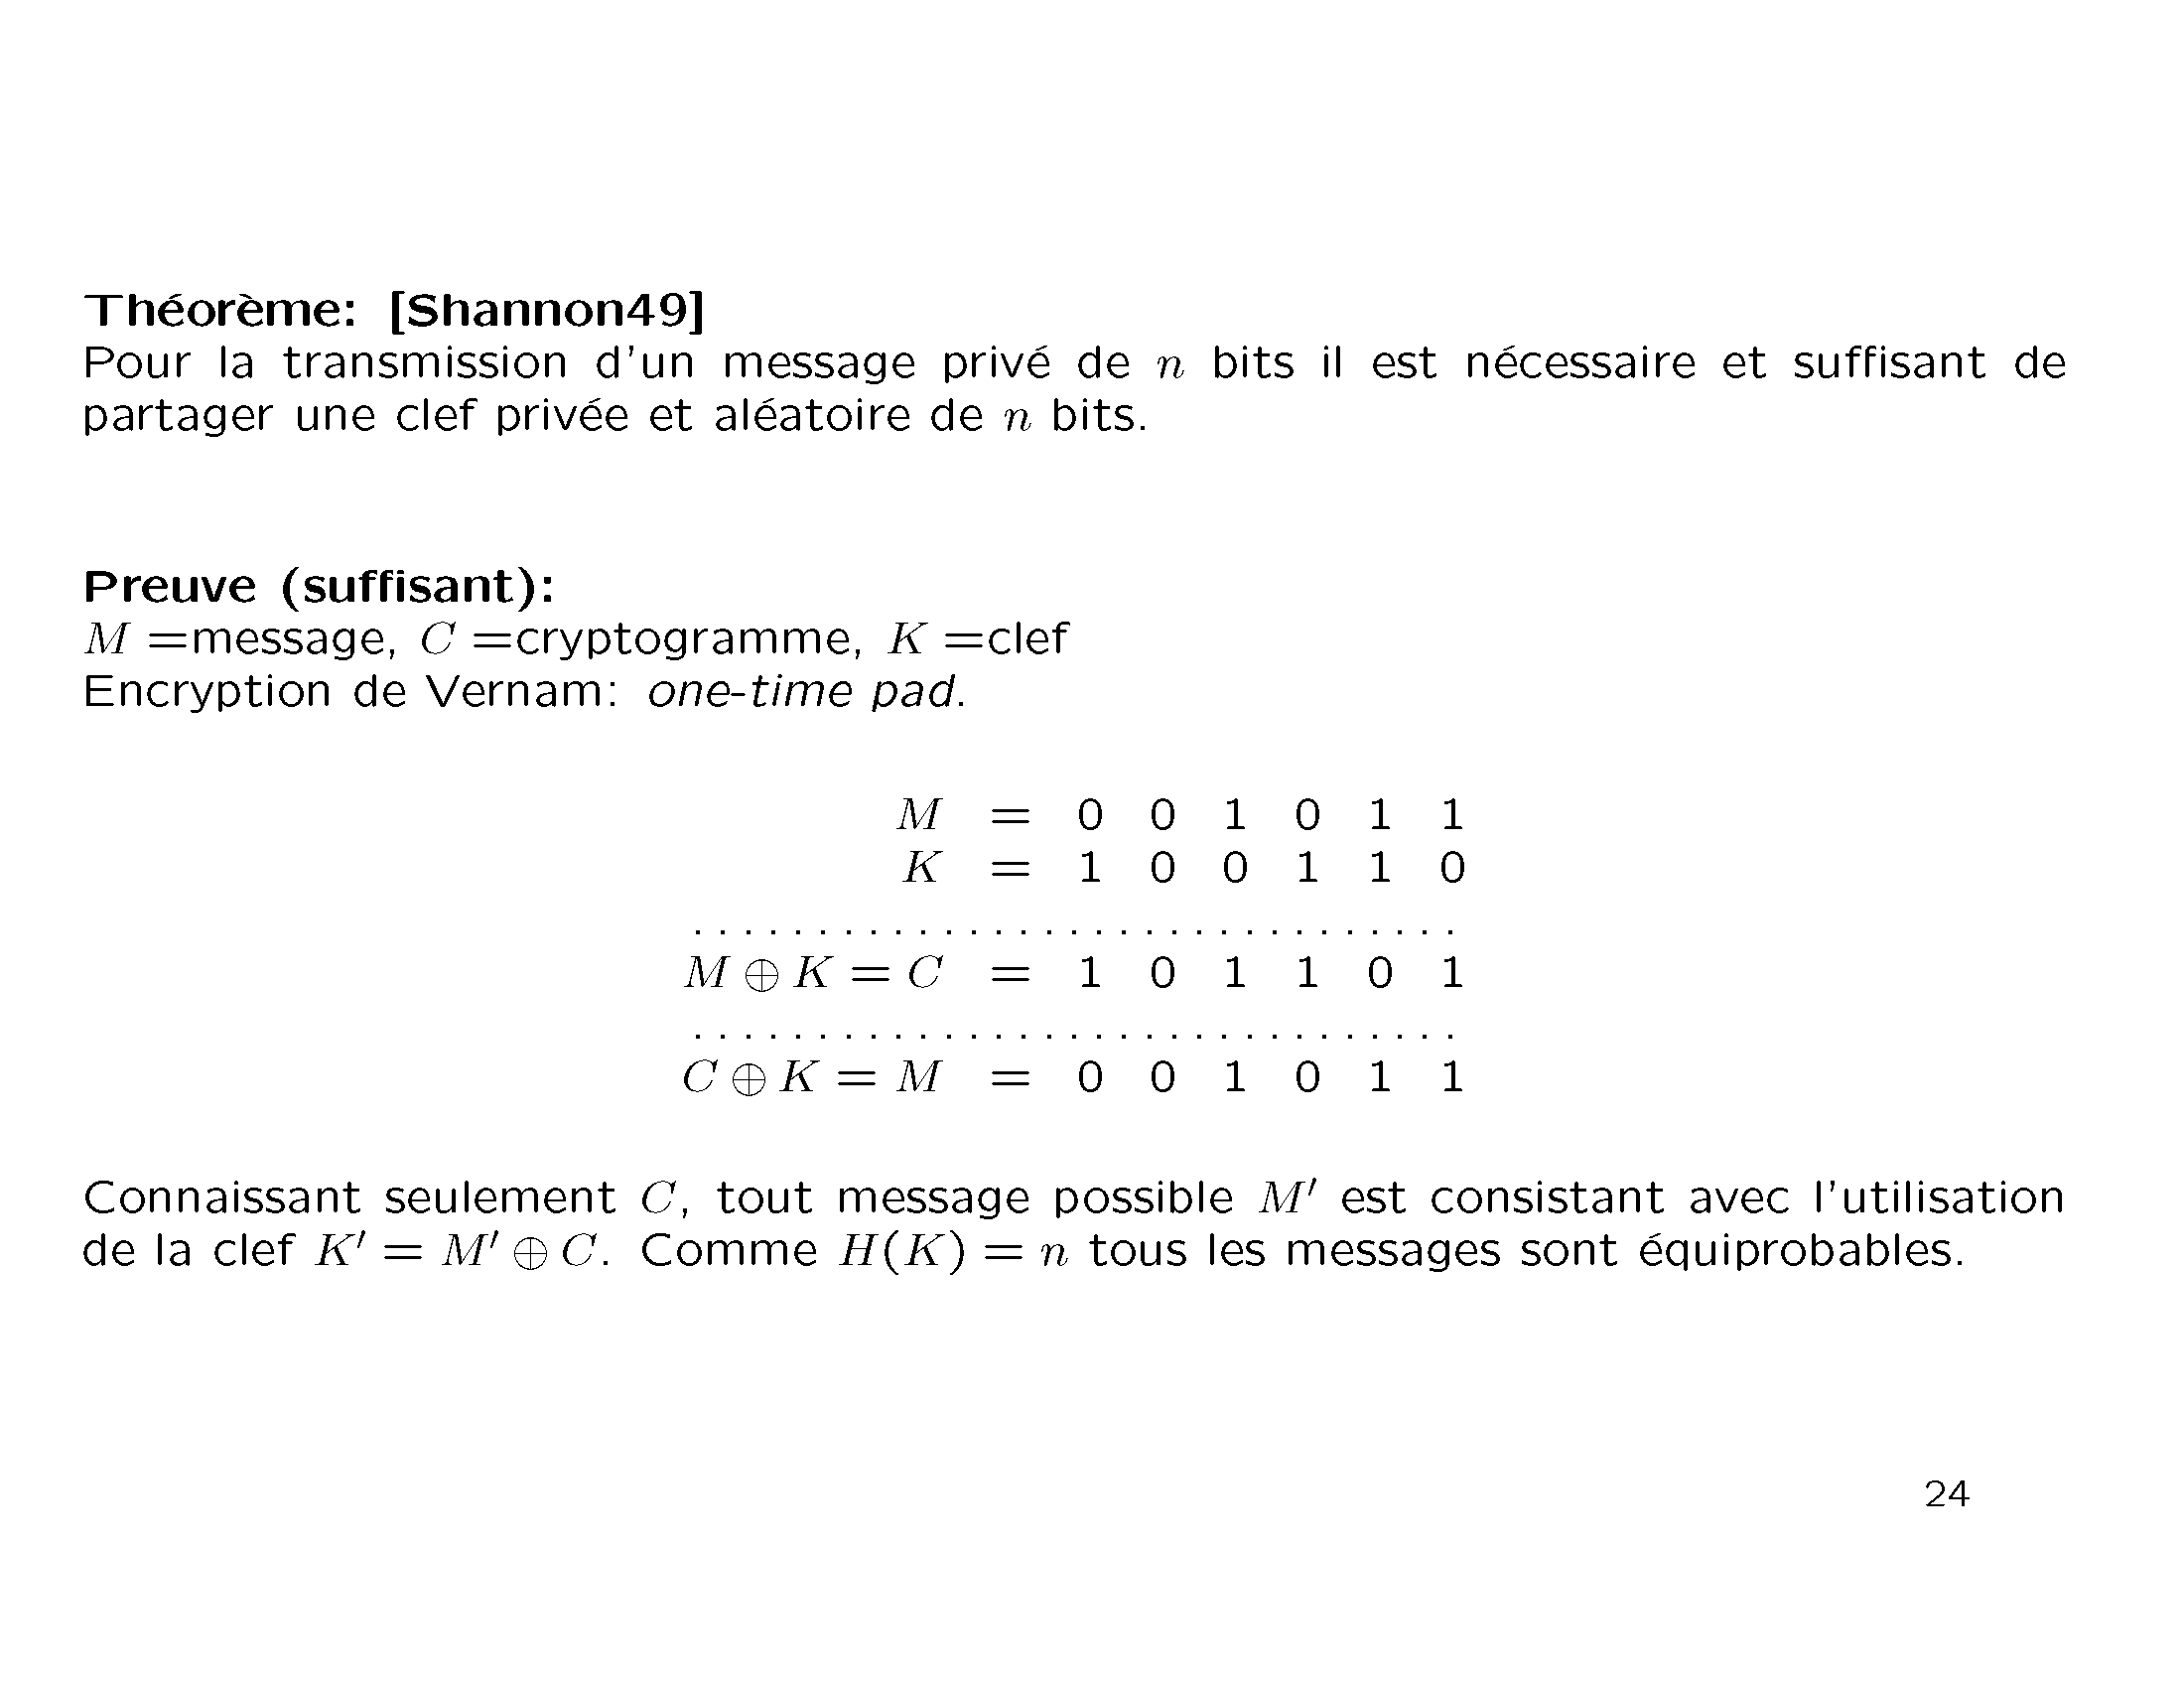 Théorème: [Shannon49]
Pour la transmission d'un message privé de n bits il est nécessaire et suffisant de
partager une clef privée et aléatoire de n bits.
Preuve (suffisant):
M =message, C =cryptogramme, K =clef
Encryption de Vernam: one-time pad.
M = 0 0 1 0 1 1
K = 1 0 0 1 1 0
. . . . . . . . . . . . . . . . . . . . . . . . . . . . . . .
M ⊕ K = C = 1 0 1 1 0 1
. . . . . . . . . . . . . . . . . . . . . . . . . . . . . . .
C ⊕ K = M = 0 0 1 0 1 1
Connaissant seulement C, tout message possible M′ est consistant avec l'utilisation
de la clef K′ = M′ ⊕ C. Comme H(K) = n tous les messages sont équiprobables.
24